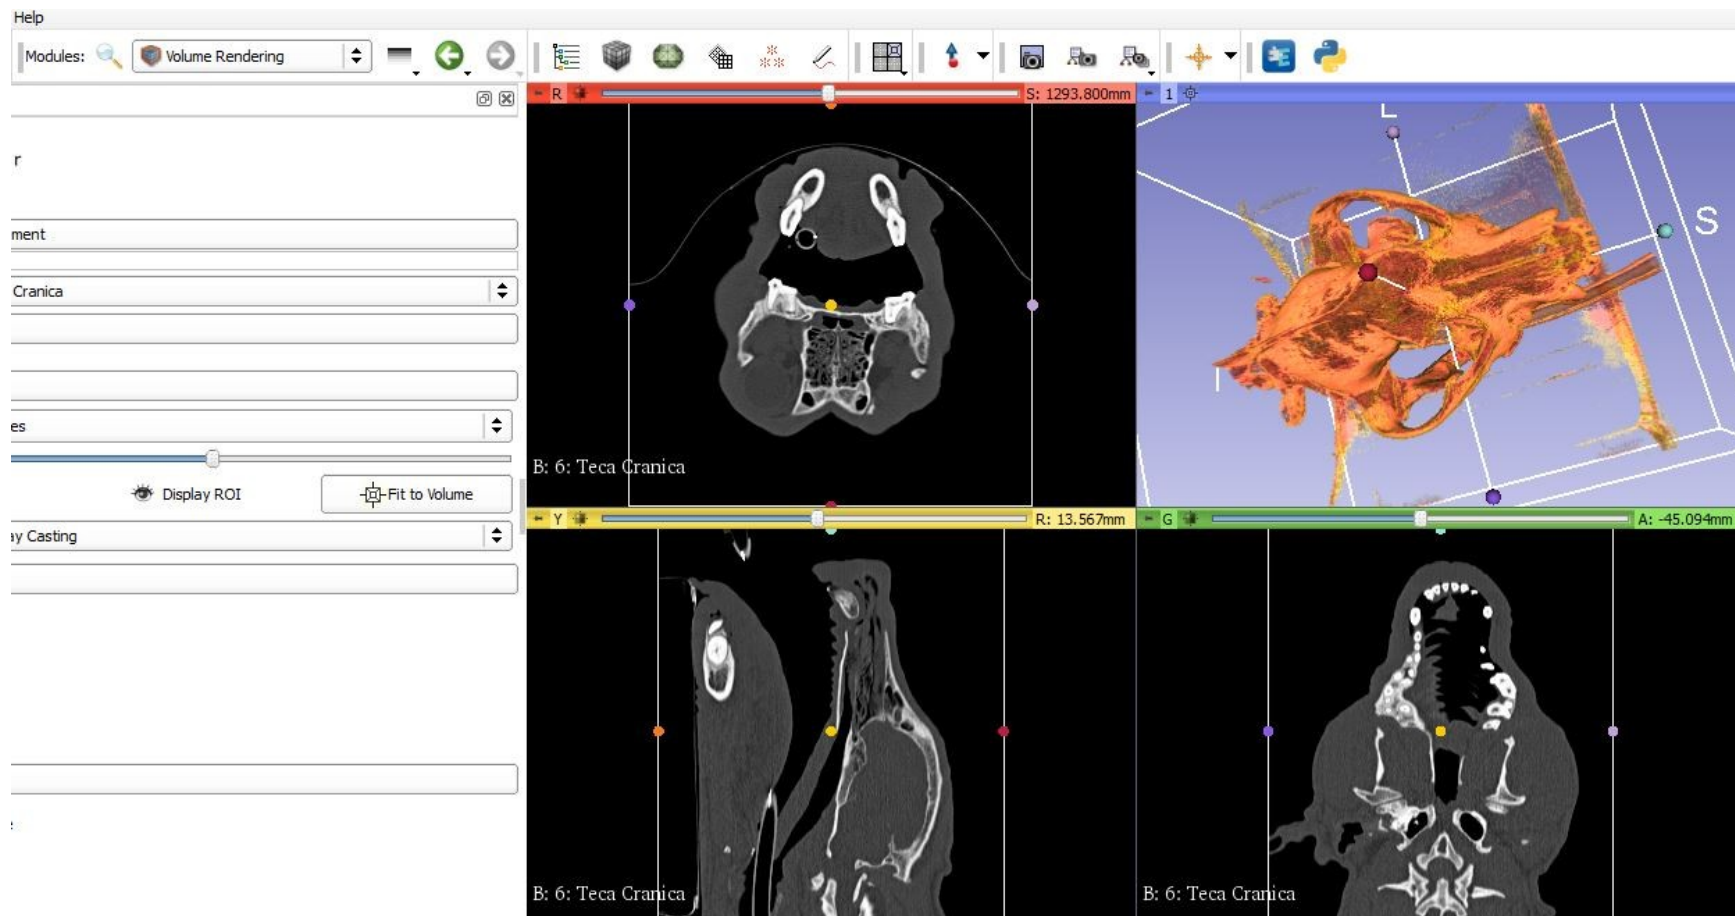 Help
Modules: Volume Rendering
r
ment
Cranica
es
Display ROI
Fit to Volume
ay Casting
R S: 1293.800mm
B: 6: Teca Cranica
1
L
S
I
Y R: 13.567mm
B: 6: Teca Cranica
G A: -45.094mm
B: 6: Teca Cranica